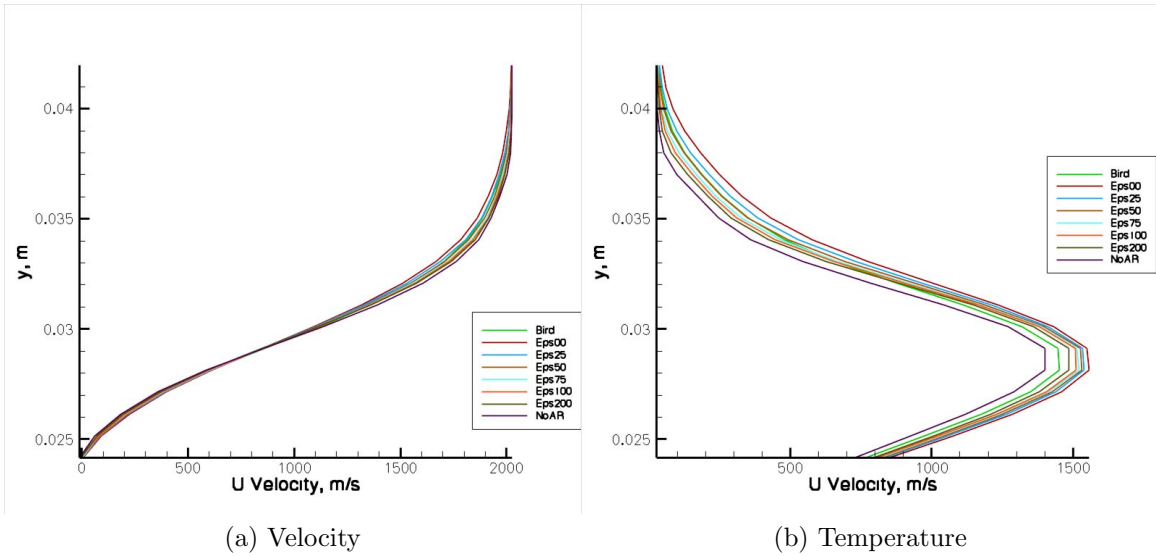 0.04
0.035
0.03
0.025
y, m
0
500
1000
1500
2000
U Velocity, m/s
Bird
Eps00
Eps25
Eps50
Eps75
Eps100
Eps200
NoAR
(a) Velocity
0.04
0.035
0.03
0.025
y, m
500
1000
1500
U Velocity, m/s
Bird
Eps00
Eps25
Eps50
Eps75
Eps100
Eps200
NoAR
(b) Temperature